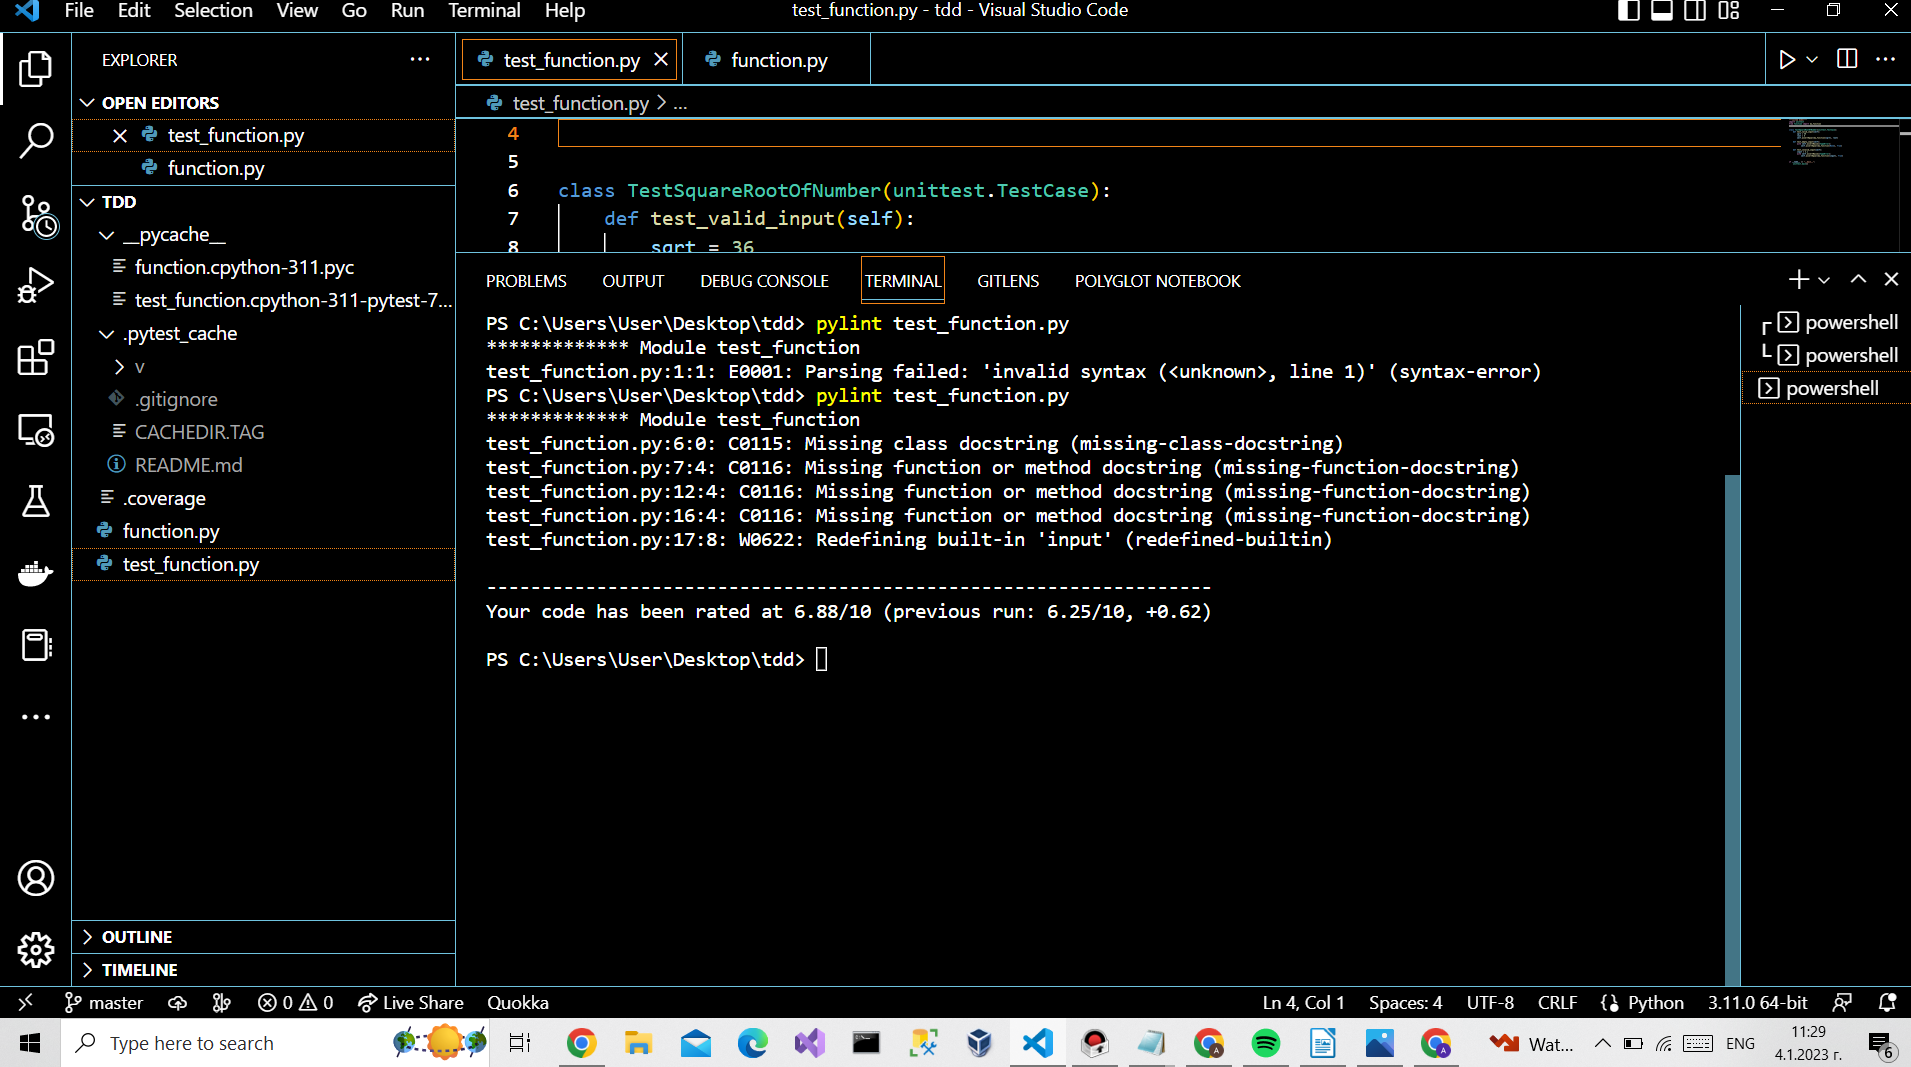 File Edit Selection View Go Run Terminal Help
test_function.py - tdd - Visual Studio Code
EXPLORER
OPEN EDITORS
test_function.py
function.py
TDD
__pycache__
function.cpython-311.pyc
test_function.cpython-311-pytest-7...
.pytest_cache
v
.gitignore
CACHEDIR.TAG
README.md
.coverage
function.py
test_function.py
OUTLINE
TIMELINE
test_function.py function.py
test_function.py > ...
4
5
6 class TestSquareRootOfNumber(unittest.TestCase):
7 def test_valid_input(self):
8 sqrt = 36
PROBLEMS OUTPUT DEBUG CONSOLE TERMINAL GITLENS POLYGLOT NOTEBOOK
PS C:\Users\User\Desktop\tdd> pylint test_function.py
************* Module test_function
test_function.py:1:1: E0001: Parsing failed: 'invalid syntax (<unknown>, line 1)' (syntax-error)
PS C:\Users\User\Desktop\tdd> pylint test_function.py
************* Module test_function
test_function.py:6:0: C0115: Missing class docstring (missing-class-docstring)
test_function.py:7:4: C0116: Missing function or method docstring (missing-function-docstring)
test_function.py:12:4: C0116: Missing function or method docstring (missing-function-docstring)
test_function.py:16:4: C0116: Missing function or method docstring (missing-function-docstring)
test_function.py:17:8: W0622: Redefining built-in 'input' (redefined-builtin)
------------------------------------------------------------------
Your code has been rated at 6.88/10 (previous run: 6.25/10, +0.62)
PS C:\Users\User\Desktop\tdd>
powershell
powershell
powershell
master 0 0 Live Share Quokka
Ln 4, Col 1 Spaces: 4 UTF-8 CRLF Python 3.11.0 64-bit
Type here to search
Wat...
ENG
11:29
4.1.2023 г.
6